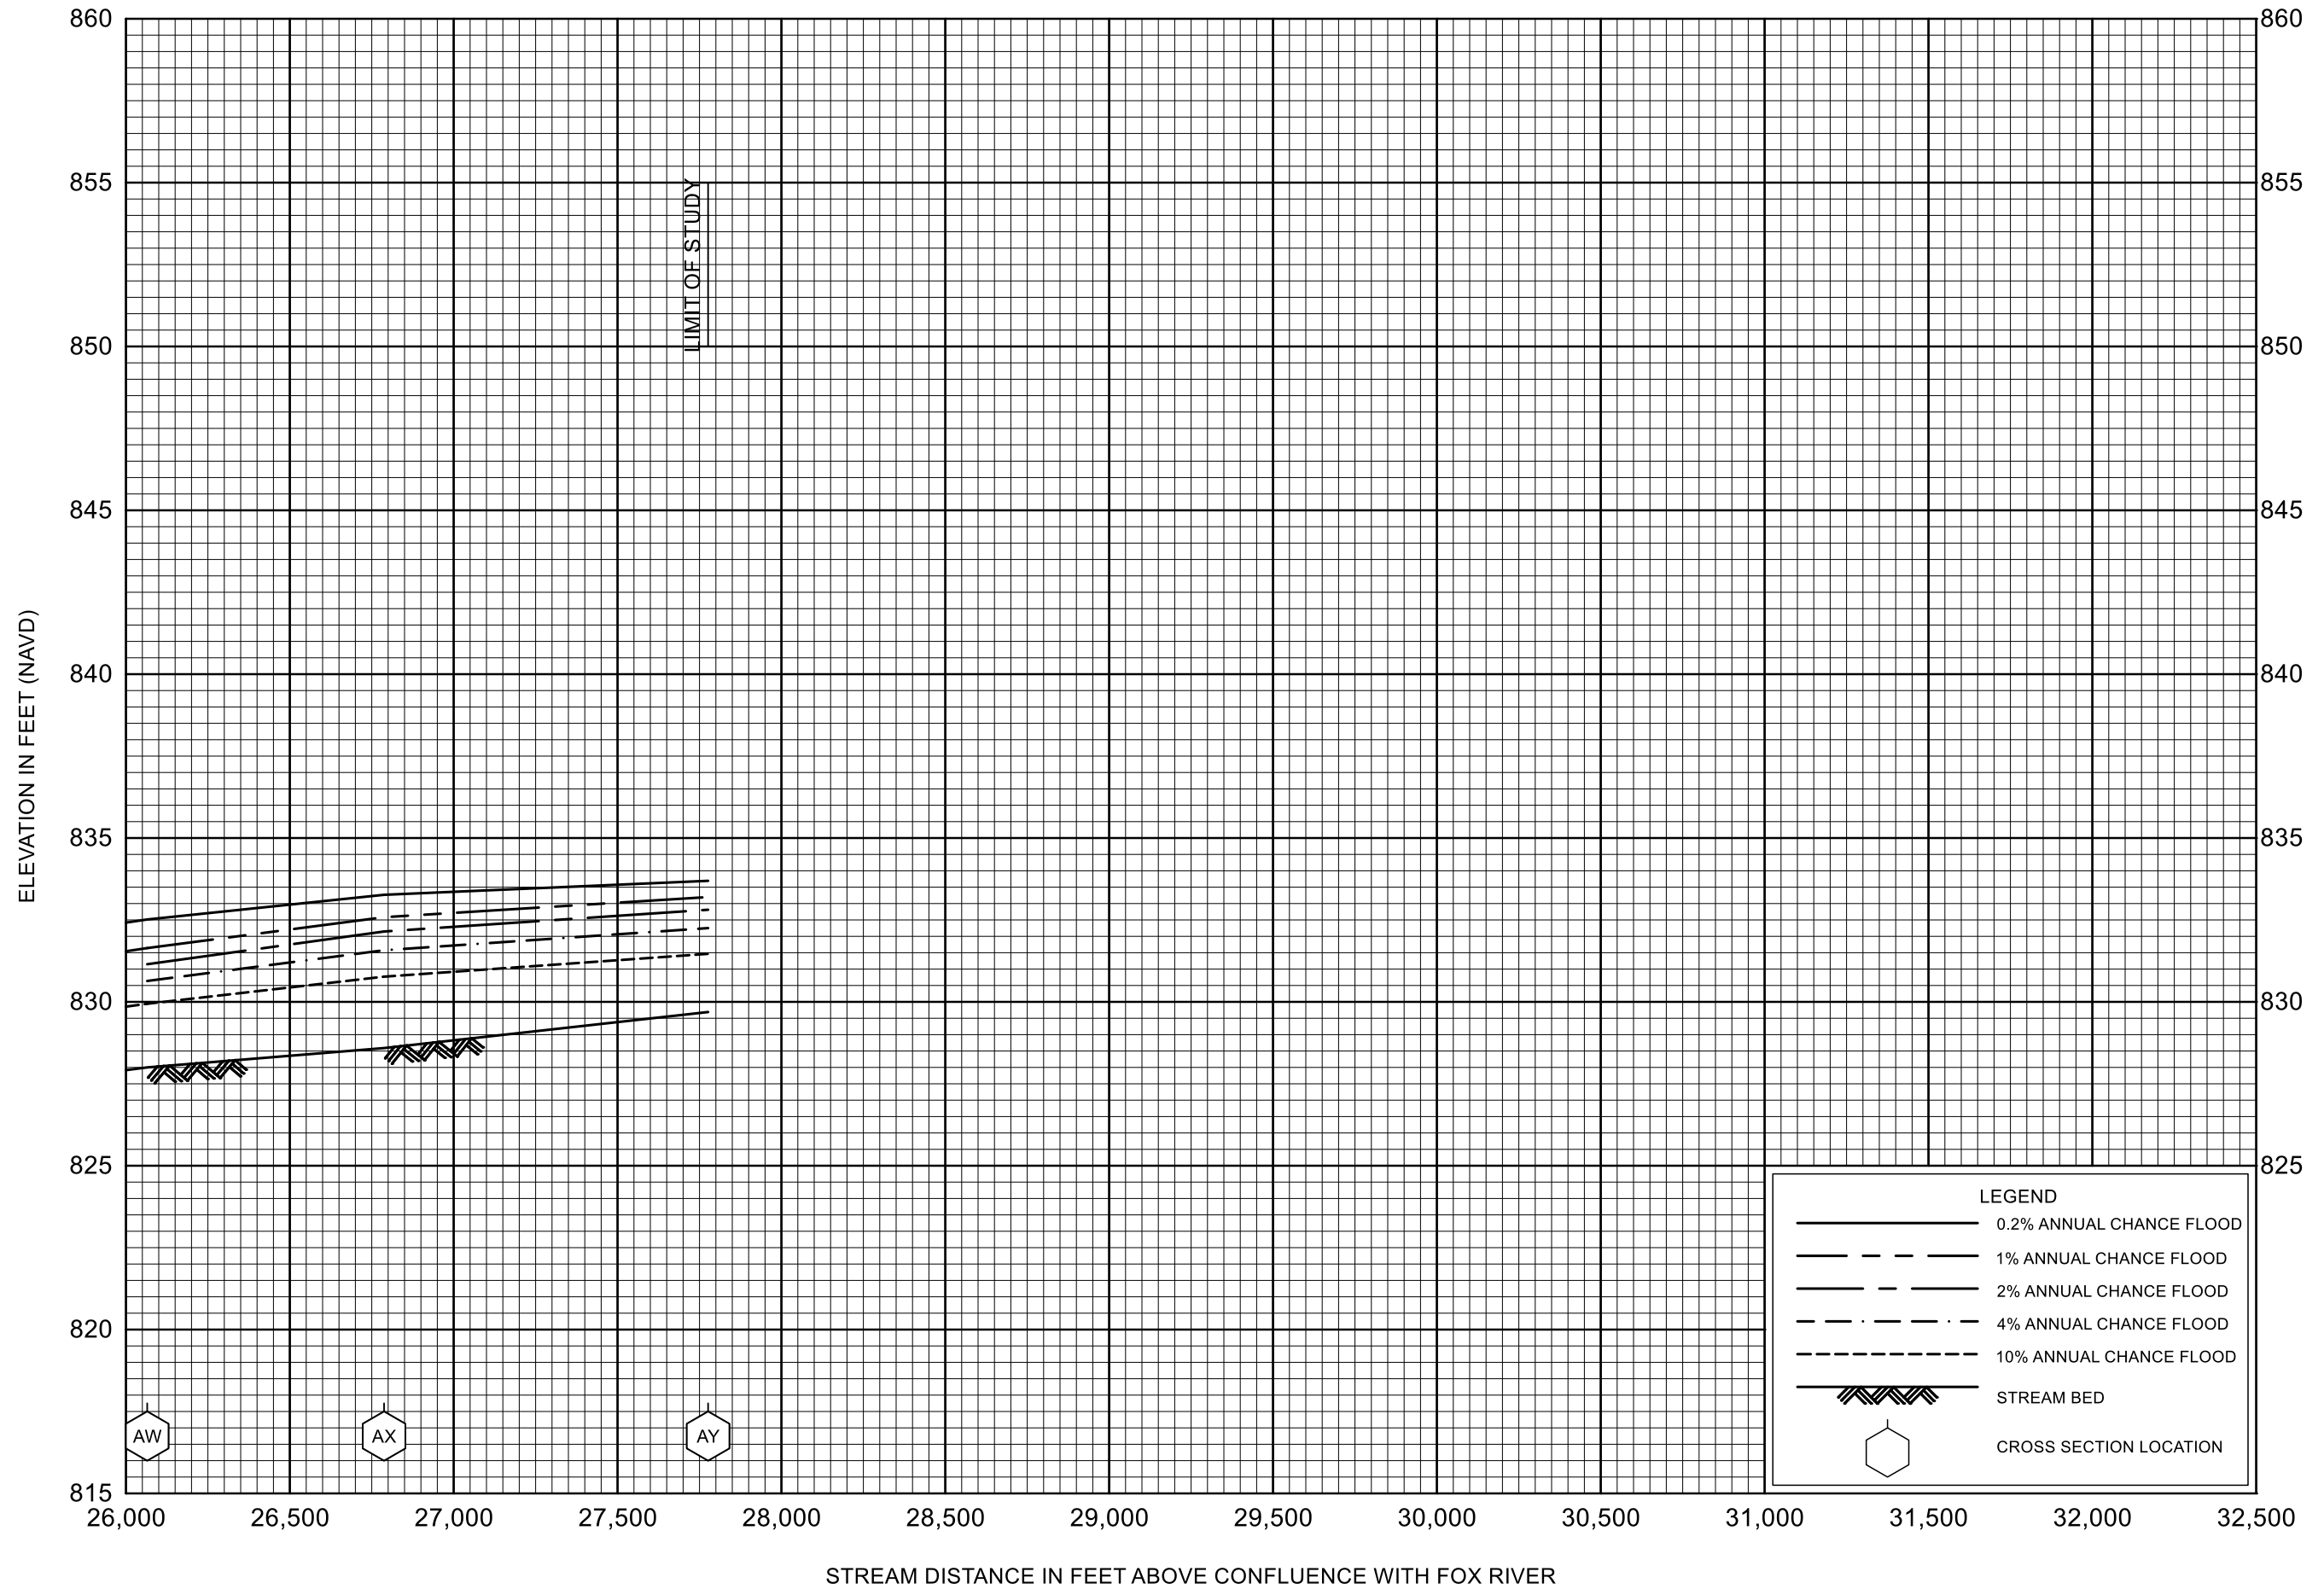 860
860
855
855
LIMIT OF STUDY
850
850
845
845
840
840
ELEVATION IN FEET (NAVD)
835
835
830
830
825
825
820
815
AW
AX
AY
LEGEND
0.2% ANNUAL CHANCE FLOOD
1% ANNUAL CHANCE FLOOD
2% ANNUAL CHANCE FLOOD
4% ANNUAL CHANCE FLOOD
10% ANNUAL CHANCE FLOOD
STREAM BED
CROSS SECTION LOCATION
26,000 26,500 27,000 27,500 28,000 28,500 29,000 29,500 30,000 30,500 31,000 31,500 32,000 32,500
STREAM DISTANCE IN FEET ABOVE CONFLUENCE WITH FOX RIVER